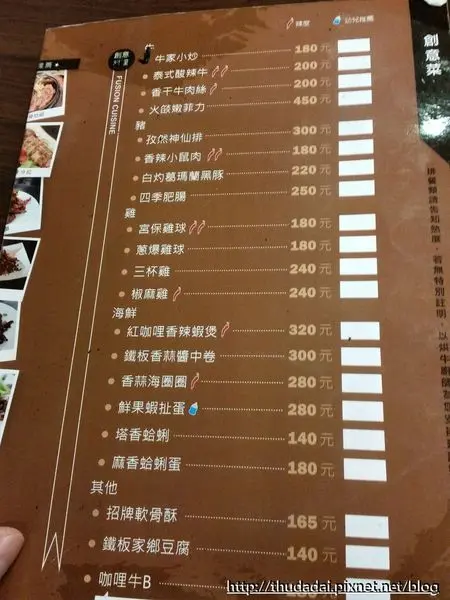 辣度 幼兒推薦
創意料理
FUSION CUISINE
創意菜
牛
牛家小炒 180元
泰式酸辣牛 200元
香干牛肉絲 200元
火燄嫩菲力 450元
豬
孜然神仙排 300元
香辣小鼠肉 180元
白灼葛瑪蘭黑豚 220元
四季肥腸 250元
雞
宮保雞球 180元
蔥爆雞球 180元
三杯雞 240元
椒麻雞 240元
海鮮
紅咖哩香辣蝦煲 320元
鐵板香蒜醬中卷 300元
香蒜海圈圈 280元
鮮果蝦扯蛋 280元
塔香蛤蜊 140元
麻香蛤蜊蛋 180元
其他
招牌軟骨酥 165元
鐵板家鄉豆腐 140元
咖哩牛B
http://thudadai.pixnet.net/blog